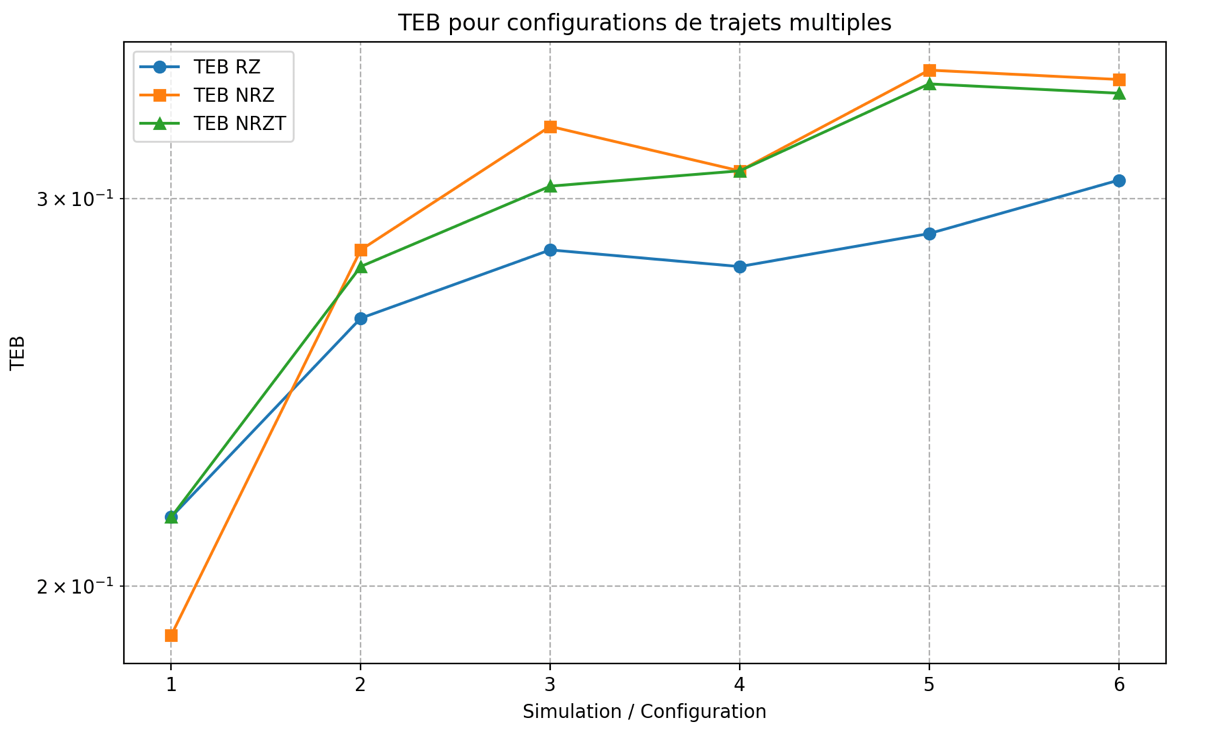 TEB pour configurations de trajets multiples
TEB RZ
TEB NRZ
TEB NRZT
3 × 10⁻¹
2 × 10⁻¹
TEB
1 2 3 4 5 6
Simulation / Configuration